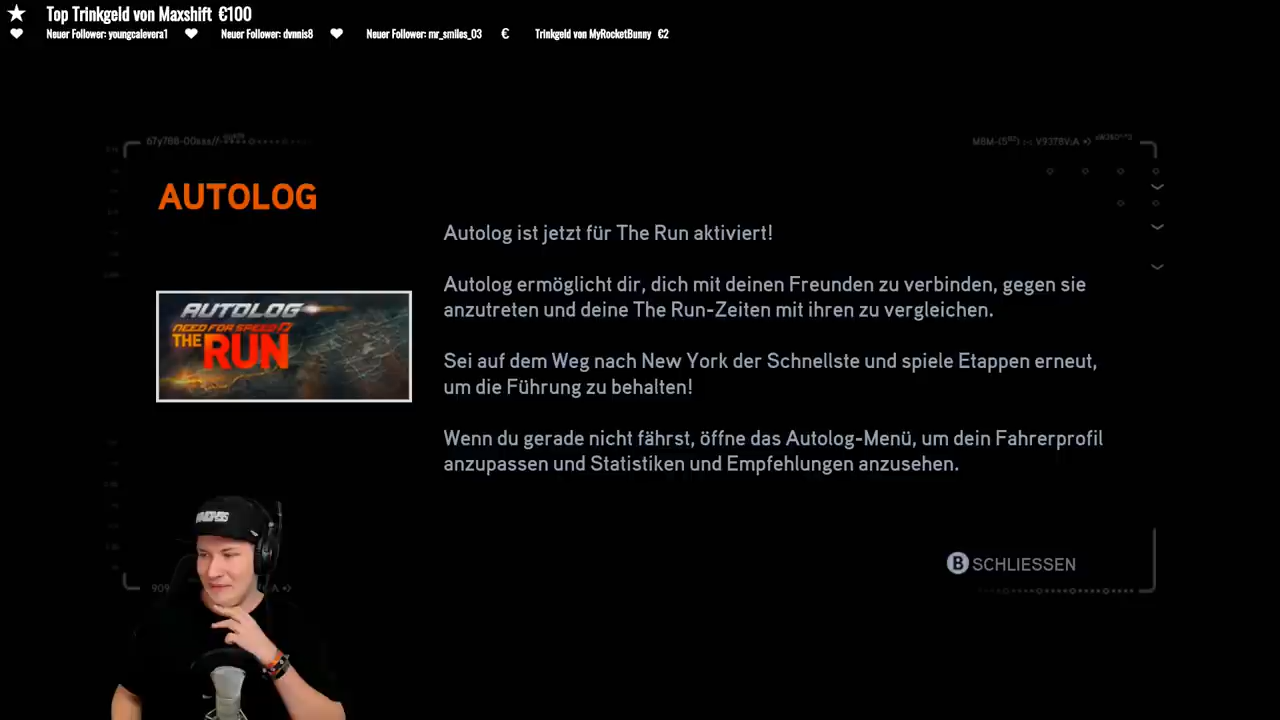 Top Trinkgeld von Maxshift €100
Neuer Follower: youngcalevera1 Neuer Follower: dvnnis8 Neuer Follower: mr_smiles_03 € Trinkgeld von MyRocketBunny €2
AUTOLOG
Autolog ist jetzt für The Run aktiviert!
Autolog ermöglicht dir, dich mit deinen Freunden zu verbinden, gegen sie
anzutreten und deine The Run-Zeiten mit ihren zu vergleichen.
AUTOLOG
NEED FOR SPEED
THE RUN
Sei auf dem Weg nach New York der Schnellste und spiele Etappen erneut,
um die Führung zu behalten!
Wenn du gerade nicht fährst, öffne das Autolog-Menü, um dein Fahrerprofil
anzupassen und Statistiken und Empfehlungen anzusehen.
B SCHLIESSEN